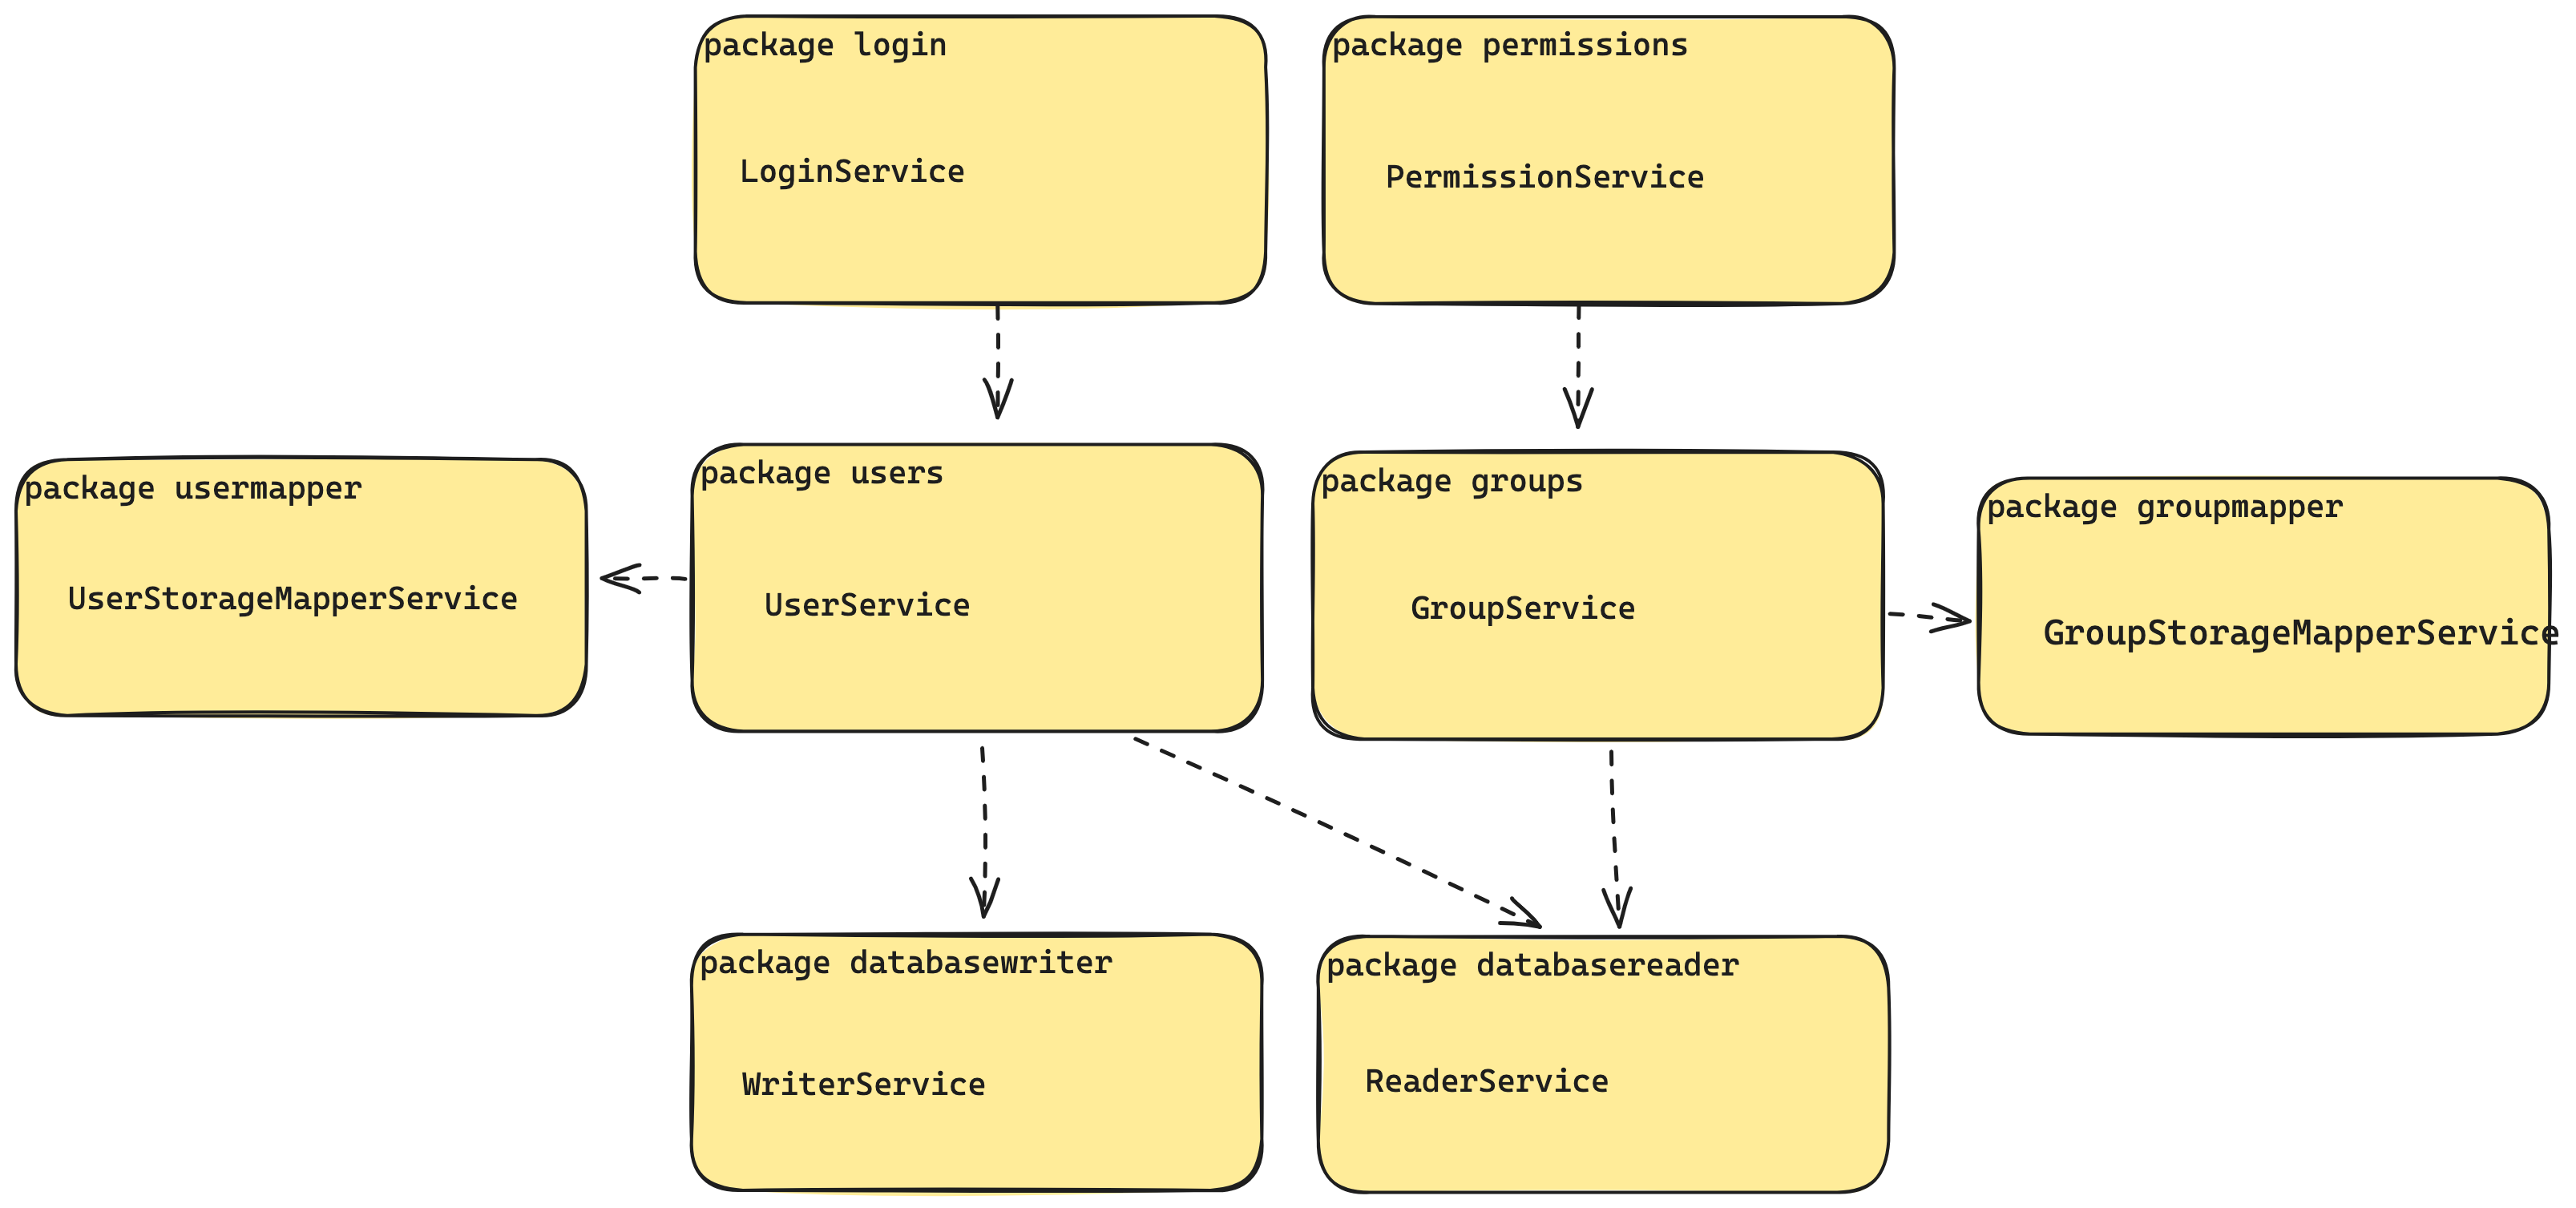 package login
LoginService
package permissions
PermissionService
package usermapper
UserStorageMapperService
package users
UserService
package groups
GroupService
package groupmapper
GroupStorageMapperService
package databasewriter
WriterService
package databasereader
ReaderService